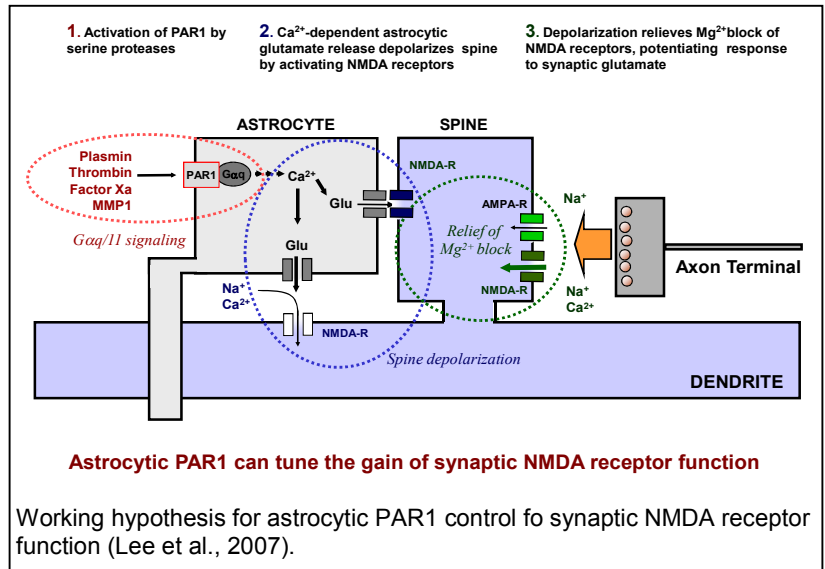 1. Activation of PAR1 by
serine proteases
2. Ca²⁺-dependent astrocytic
glutamate release depolarizes spine
by activating NMDA receptors
3. Depolarization relieves Mg²⁺block of
NMDA receptors, potentiating response
to synaptic glutamate
ASTROCYTE
SPINE
Plasmin
Thrombin
Factor Xa
MMP1
PAR1
Gαq
Ca²⁺
Glu
Glu
Gαq/11 signaling
NMDA-R
AMPA-R
Na⁺
Relief of
Mg²⁺ block
NMDA-R
Na⁺
Ca²⁺
Axon Terminal
Na⁺
Ca²⁺
NMDA-R
Spine depolarization
DENDRITE
Astrocytic PAR1 can tune the gain of synaptic NMDA receptor function
Working hypothesis for astrocytic PAR1 control fo synaptic NMDA receptor
function (Lee et al., 2007).